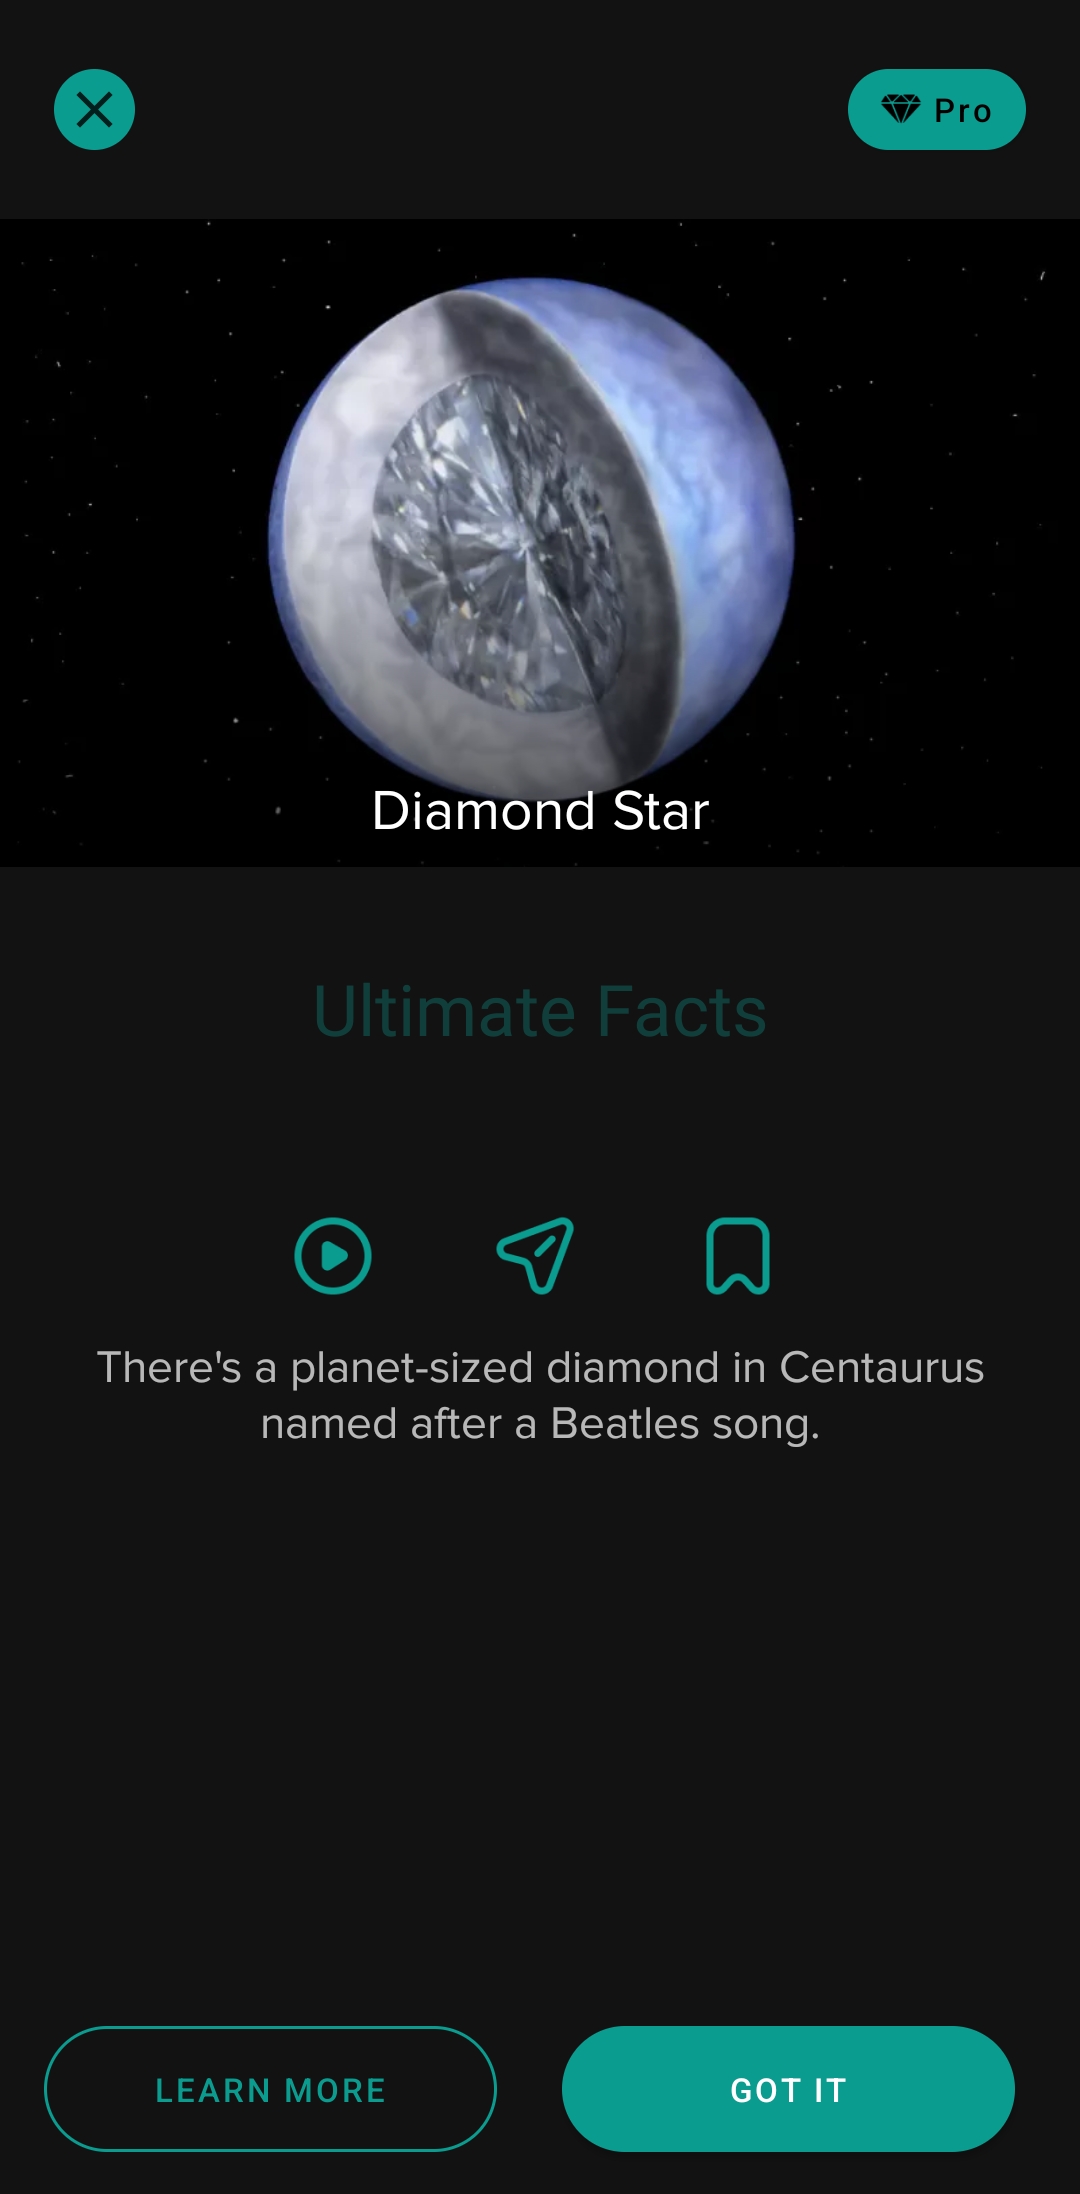 Pro
Diamond Star
Ultimate Facts
There's a planet-sized diamond in Centaurus
named after a Beatles song.
LEARN MORE
GOT IT